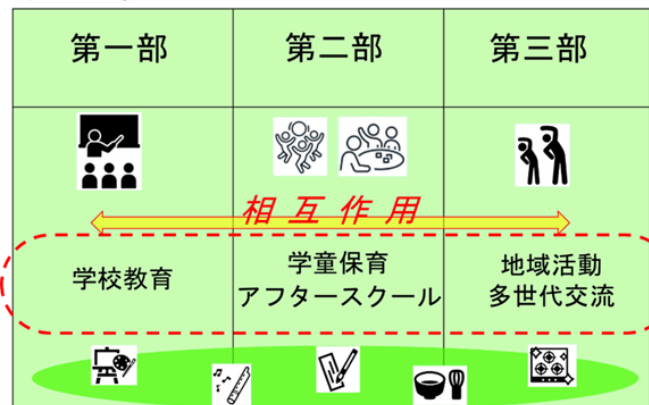 第一部
第二部
第三部
相互作用
学校教育
学童保育
アフタースクール
地域活動
多世代交流